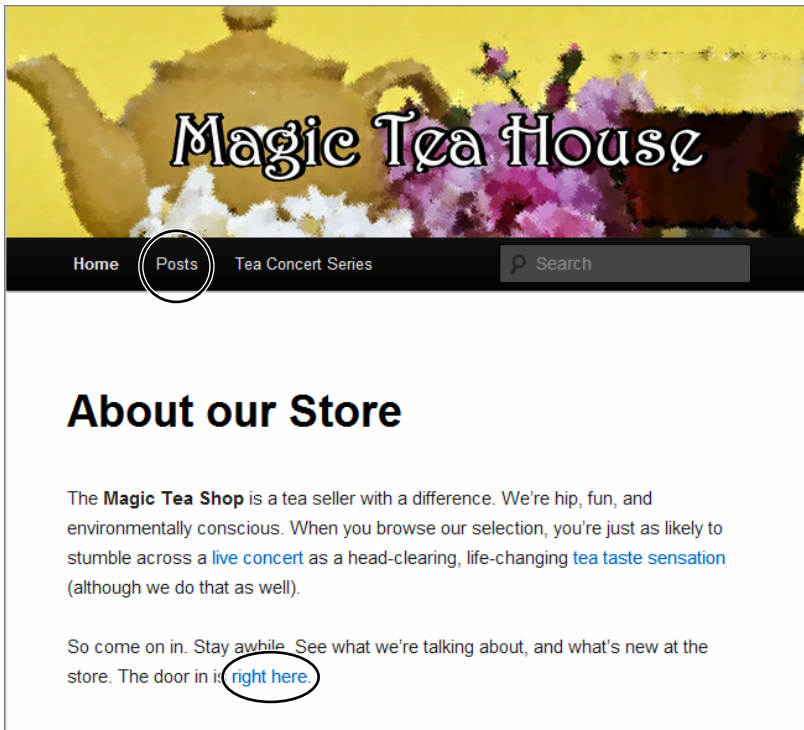 Magic Tea House
Home Posts Tea Concert Series Search
About our Store
The Magic Tea Shop is a tea seller with a difference. We're hip, fun, and
environmentally conscious. When you browse our selection, you're just as likely to
stumble across a live concert as a head-clearing, life-changing tea taste sensation
(although we do that as well).
So come on in. Stay awhile. See what we're talking about, and what's new at the
store. The door in is right here.